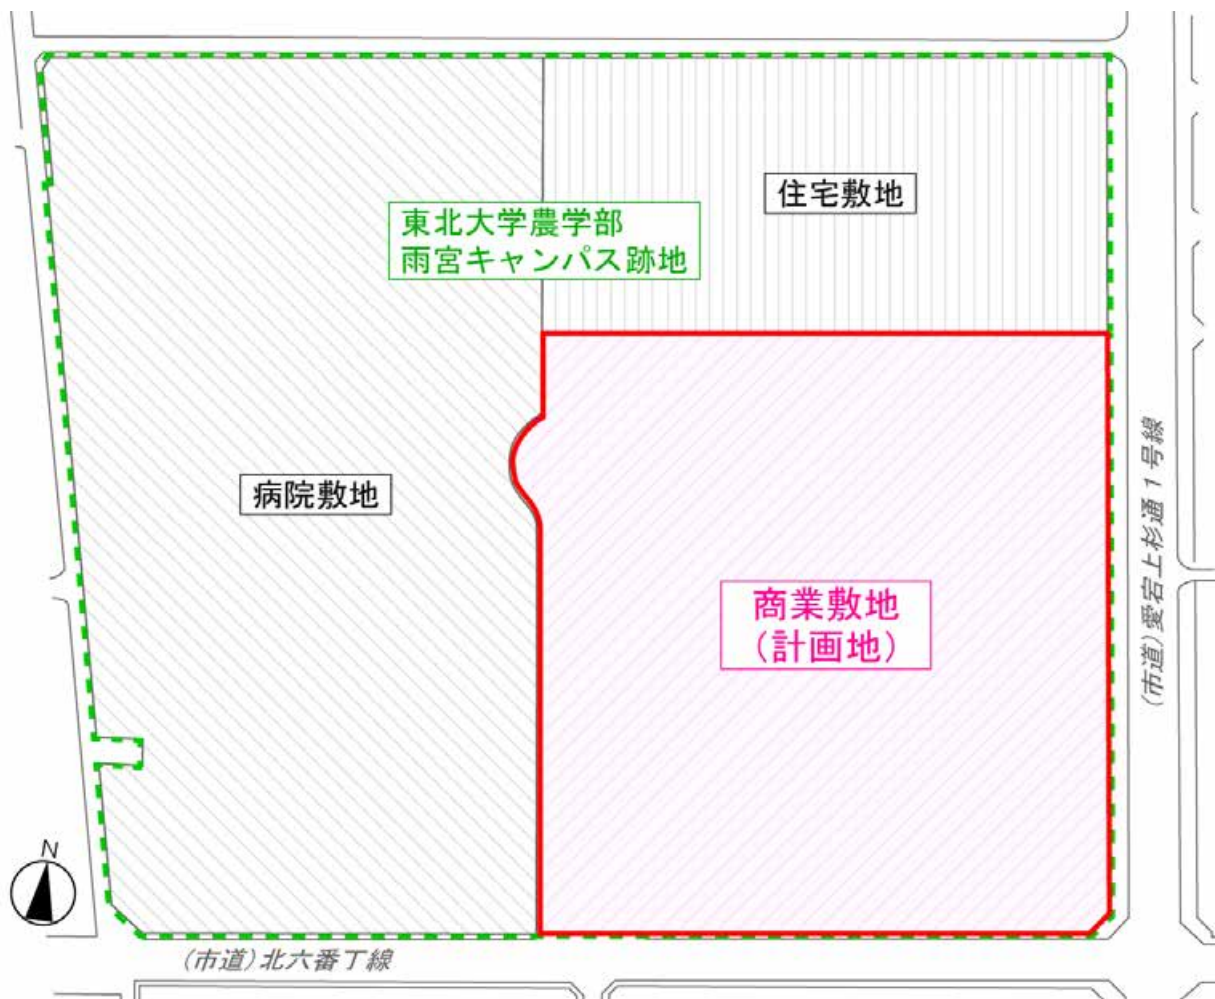 住宅敷地
東北大学農学部
雨宮キャンパス跡地
病院敷地
商業敷地
（計画地）
(市道)愛宕上杉通1号線
N
(市道)北六番丁線